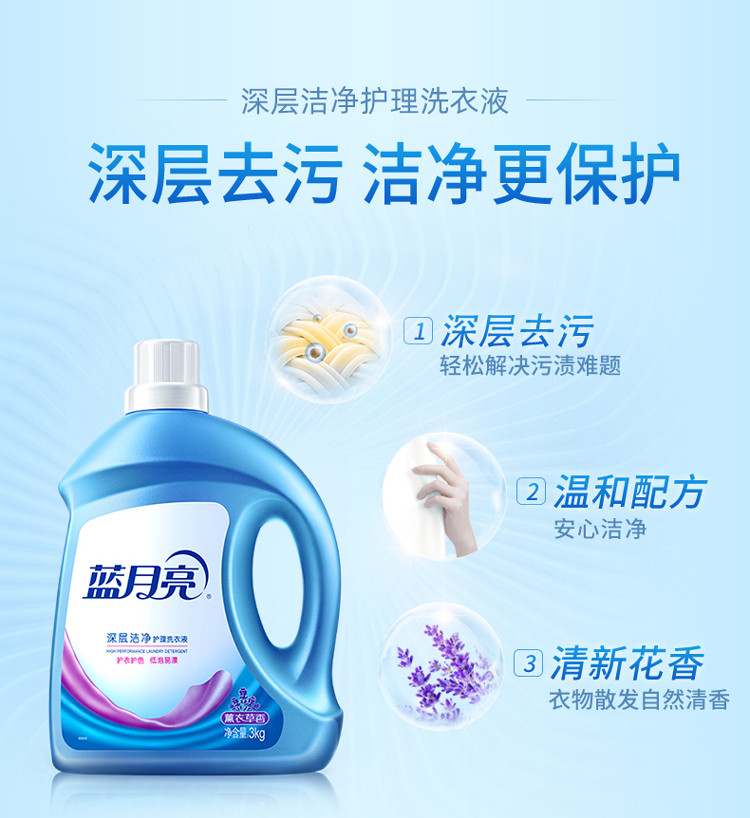 深层洁净护理洗衣液
深层去污 洁净更保护
1 深层去污
轻松解决污渍难题
2 温和配方
安心洁净
蓝月亮®
深层洁净 护理洗衣液
HIGH PERFORMANCE LAUNDRY DETERGENT
护衣护色 低泡易漂
薰衣草香
净含量:3kg
3 清新花香
衣物散发自然清香